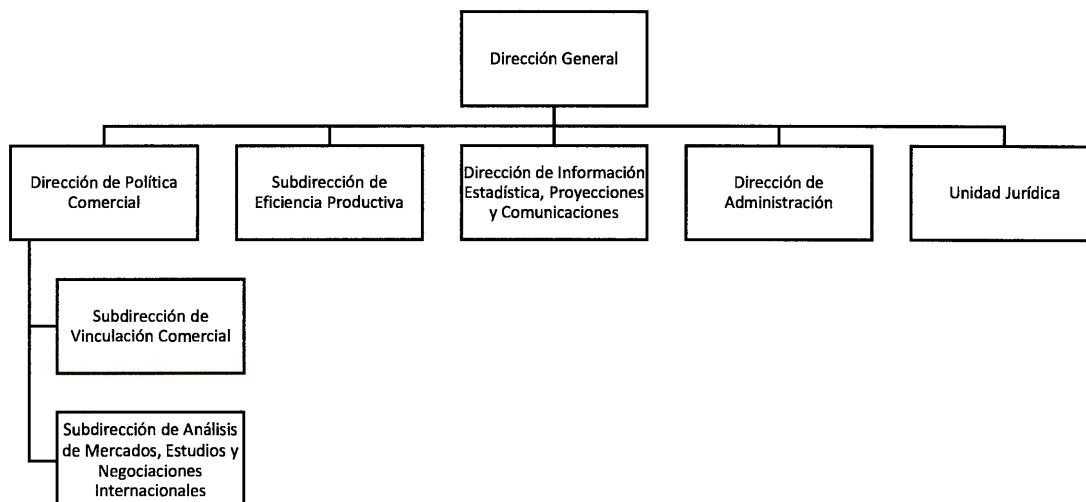 Dirección General
Dirección de Política
Comercial
Subdirección de
Eficiencia Productiva
Dirección de Información
Estadística, Proyecciones
y Comunicaciones
Dirección de
Administración
Unidad Jurídica
Subdirección de
Vinculación Comercial
Subdirección de Análisis
de Mercados, Estudios y
Negociaciones
Internacionales